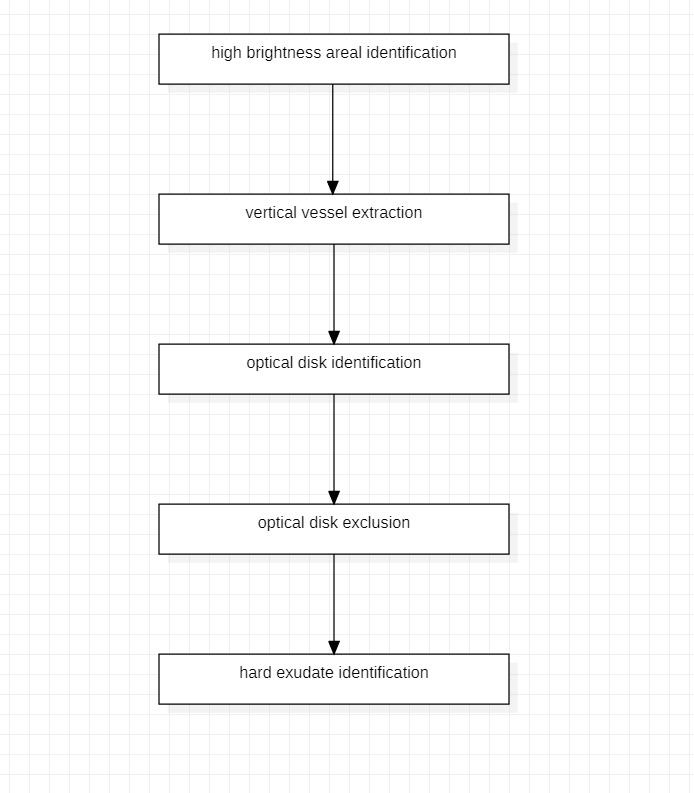 high brightness areal identification
vertical vessel extraction
optical disk identification
optical disk exclusion
hard exudate identification